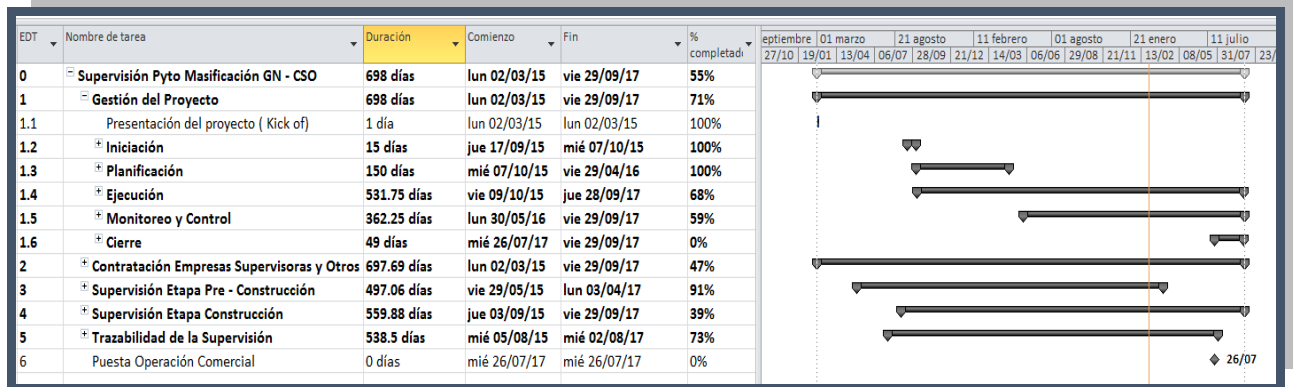 EDT Nombre de tarea Duración Comienzo Fin % completado eptiembre 01 marzo 21 agosto 11 febrero 01 agosto 21 enero 11 julio
27/10 19/01 13/04 06/07 28/09 21/12 14/03 06/06 29/08 21/11 13/02 08/05 31/07 23/
0 Supervisión Pyto Masificación GN - CSO 698 días lun 02/03/15 vie 29/09/17 55%
1 Gestión del Proyecto 698 días lun 02/03/15 vie 29/09/17 71%
1.1 Presentación del proyecto ( Kick of) 1 día lun 02/03/15 lun 02/03/15 100%
1.2 Iniciación 15 días jue 17/09/15 mié 07/10/15 100%
1.3 Planificación 150 días mié 07/10/15 vie 29/04/16 100%
1.4 Ejecución 531.75 días vie 09/10/15 jue 28/09/17 68%
1.5 Monitoreo y Control 362.25 días lun 30/05/16 vie 29/09/17 59%
1.6 Cierre 49 días mié 26/07/17 vie 29/09/17 0%
2 Contratación Empresas Supervisoras y Otros 697.69 días lun 02/03/15 vie 29/09/17 47%
3 Supervisión Etapa Pre - Construcción 497.06 días vie 29/05/15 lun 03/04/17 91%
4 Supervisión Etapa Construcción 559.88 días jue 03/09/15 vie 29/09/17 39%
5 Trazabilidad de la Supervisión 538.5 días mié 05/08/15 mié 02/08/17 73%
6 Puesta Operación Comercial 0 días mié 26/07/17 mié 26/07/17 0% 26/07